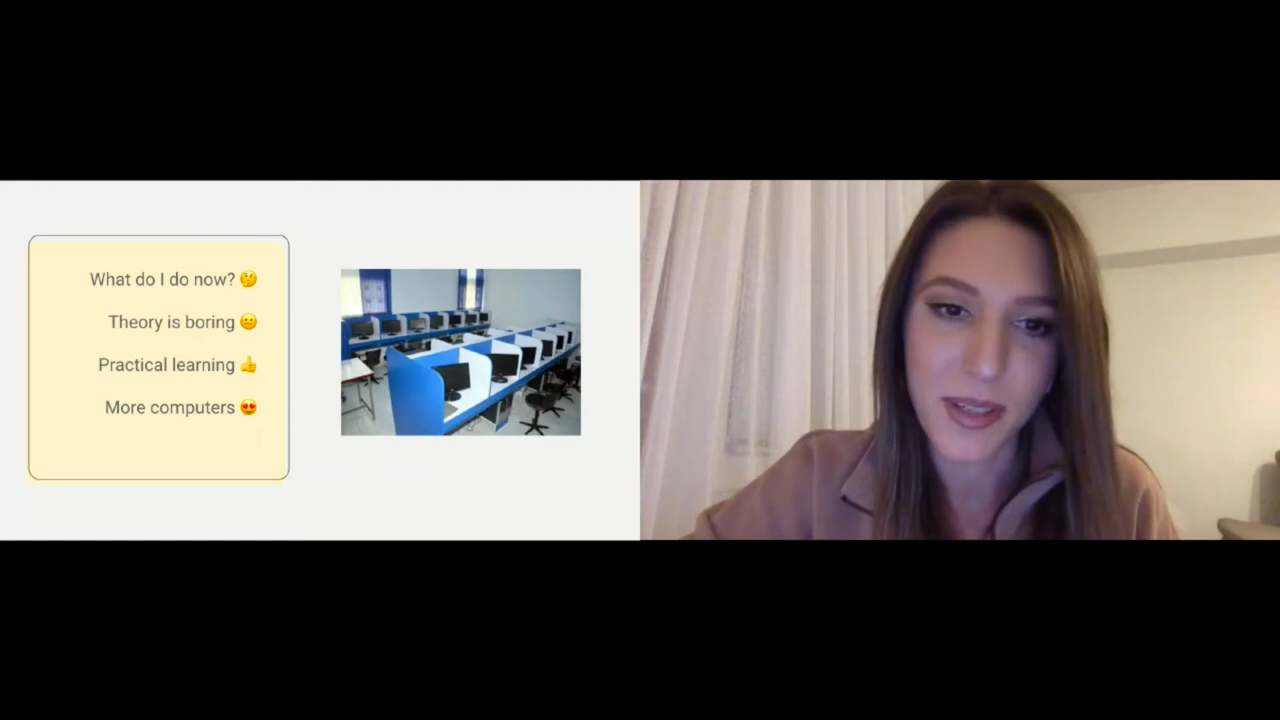 What do I do now? 🤔
Theory is boring 😐
Practical learning 👍
More computers 😍